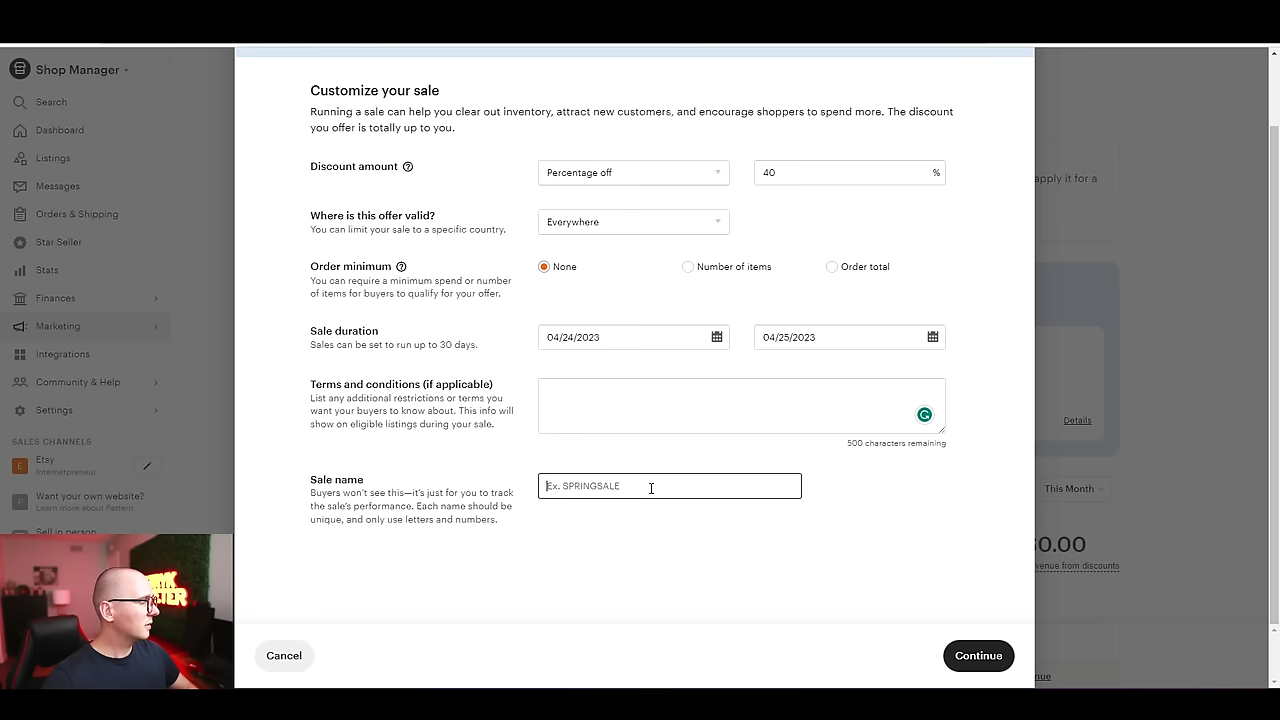 Shop Manager
Search
Dashboard
Listings
Messages
Orders & Shipping
Star Seller
Stats
Finances
Marketing
Integrations
Community & Help
Settings
SALES CHANNELS
E
Etsy
Internetpreneur
Want your own website?
Learn more about Pattern
Sell in person
Customize your sale
Running a sale can help you clear out inventory, attract new customers, and encourage shoppers to spend more. The discount
you offer is totally up to you.
Discount amount
Percentage off
40
%
Where is this offer valid?
You can limit your sale to a specific country.
Everywhere
Order minimum
You can require a minimum spend or number
of items for buyers to qualify for your offer.
None
Number of items
Order total
Sale duration
Sales can be set to run up to 30 days.
04/24/2023
04/25/2023
Terms and conditions (if applicable)
List any additional restrictions or terms you
want your buyers to know about. This info will
show on eligible listings during your sale.
500 characters remaining
Sale name
Buyers won't see this—it's just for you to track
the sale's performance. Each name should be
unique, and only use letters and numbers.
Ex. SPRINGSALE
Cancel
Continue
apply it for a
Details
This Month
0.00
venue from discounts
nue